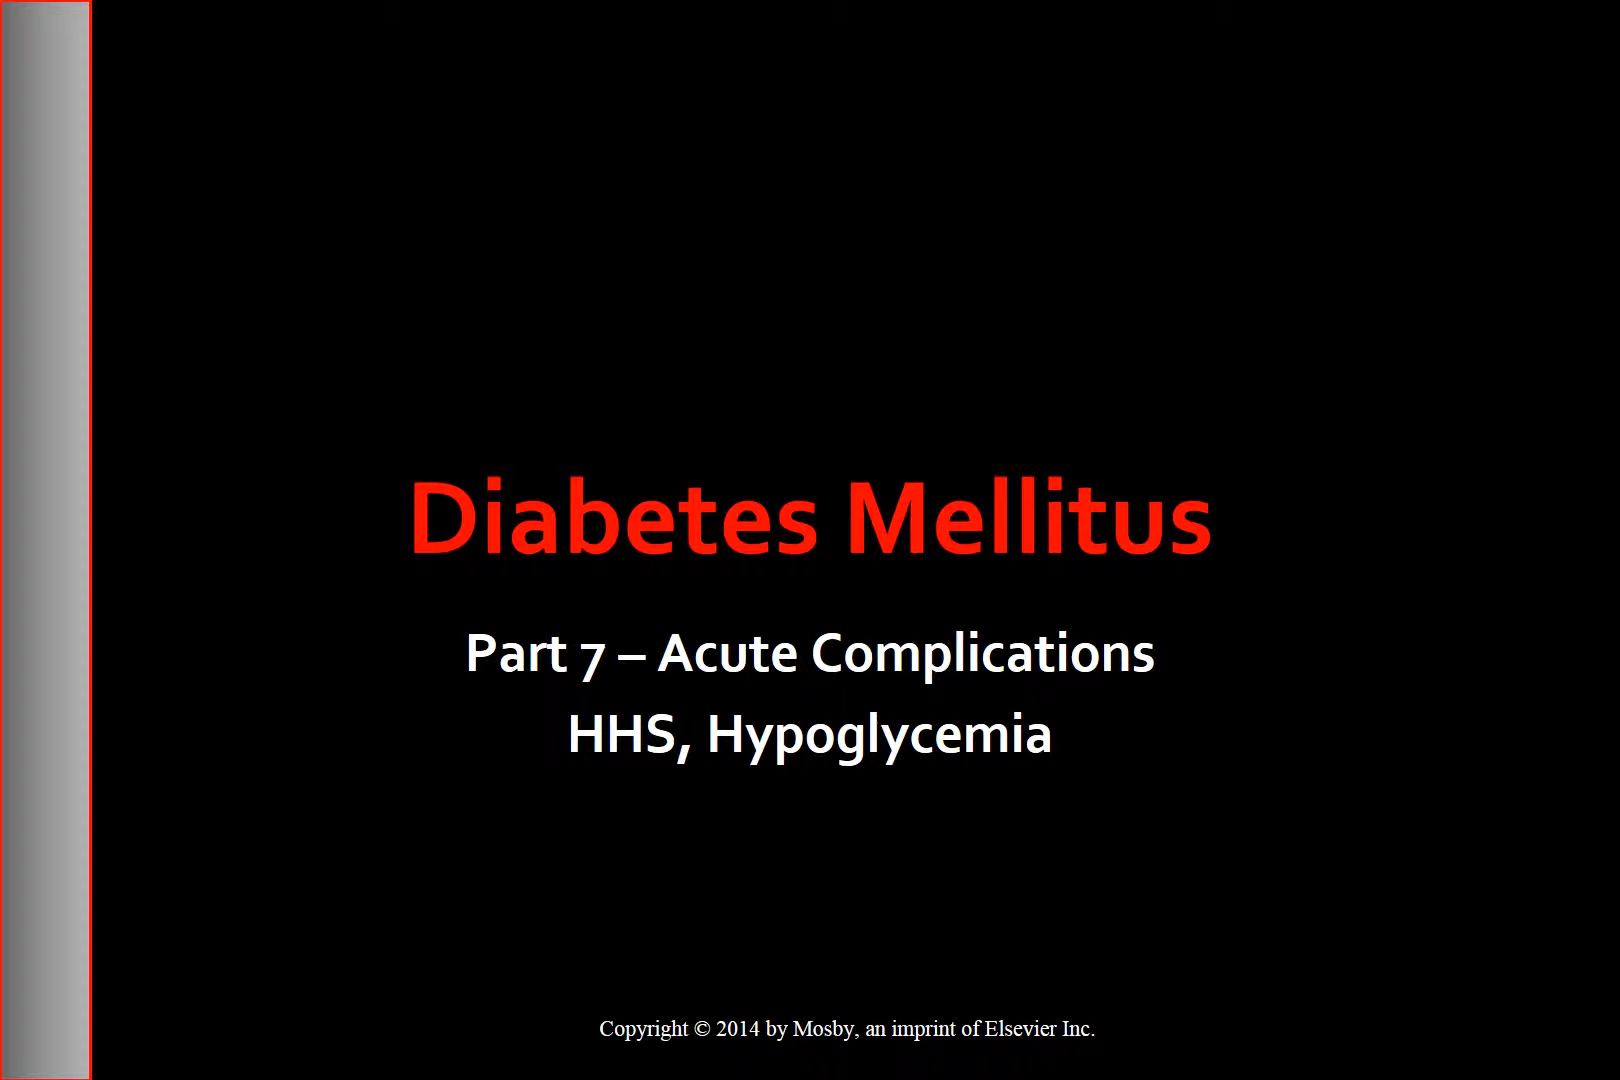 Diabetes Mellitus
Part 7 – Acute Complications
HHS, Hypoglycemia
Copyright © 2014 by Mosby, an imprint of Elsevier Inc.